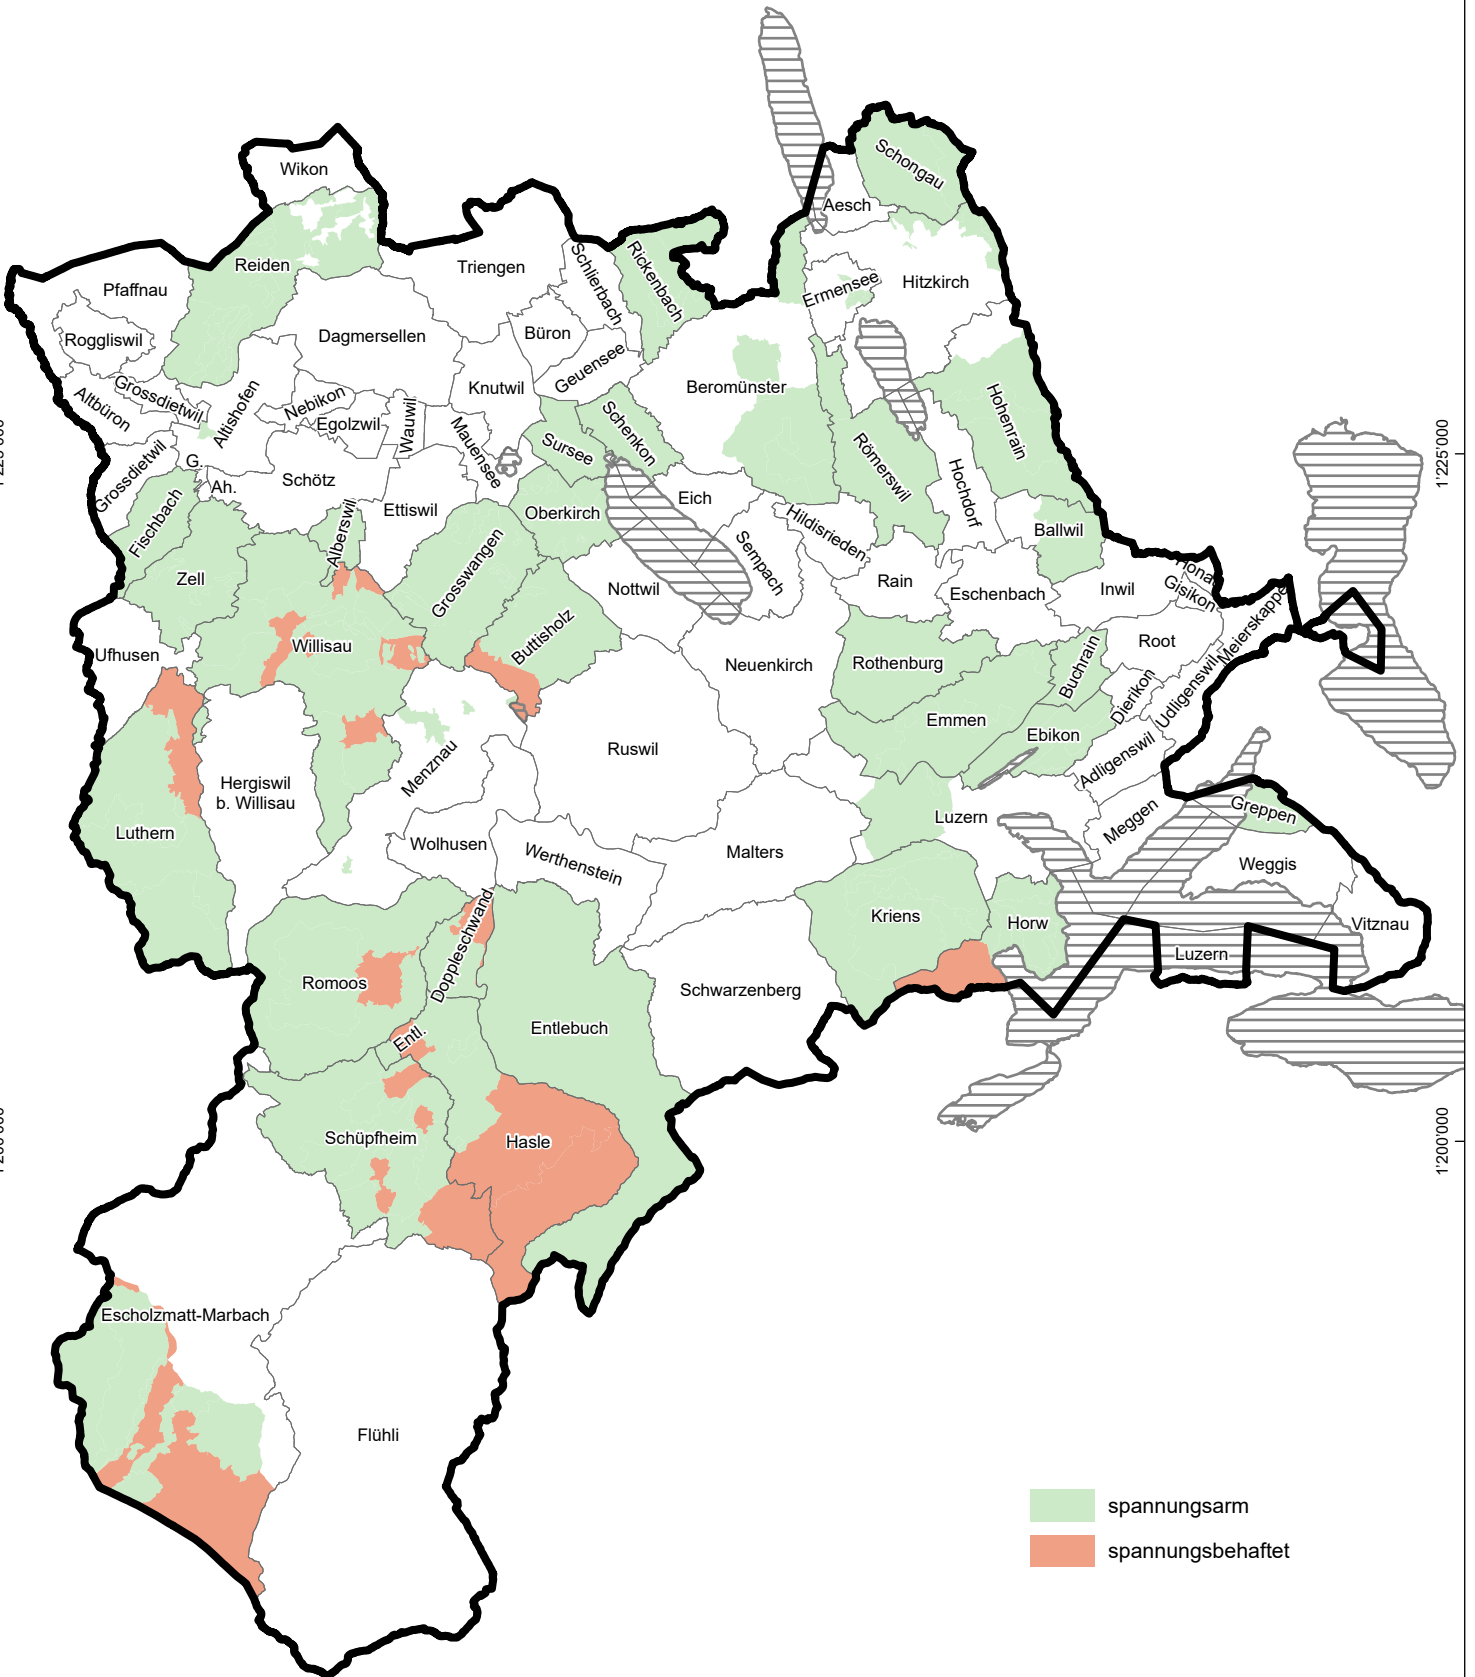 Wikon
Schongau
Aesch
Reiden
Triengen
Schlierbach
Rickenbach
Pfaffnau
Ermensee
Hitzkirch
Roggliswil
Dagmersellen
Büron
Geuensee
Knutwil
Beromünster
Altbüron
Grossdietwil
Altishofen
Nebikon
Egolzwil
Wauwil
Mauensee
Schenkon
Sursee
Hohenrain
Römerswil
Hochdorf
1'225'000
Grossdietwil
G.
Ah.
Schötz
Ettiswil
Eich
Oberkirch
Fischbach
Alberswil
Grosswangen
Sempach
Hildisrieden
Ballwil
Zell
Nottwil
Rain
Eschenbach
Inwil
Gisikon
Meierskappel
Ufhusen
Willisau
Buttisholz
Neuenkirch
Rothenburg
Buchrain
Root
Dierikon
Udligenswil
Emmen
Ebikon
Adligenswil
Ruswil
Menznau
Hergiswil
b. Willisau
Luthern
Wolhusen
Werthenstein
Malters
Luzern
Meggen
Greppen
Weggis
Vitznau
Kriens
Horw
Luzern
Doppleschwand
Romoos
Schwarzenberg
Entlebuch
Entl.
Schüpfheim
Hasle
1'200'000
Escholzmatt-Marbach
Flühli
spannungsarm
spannungsbehaftet